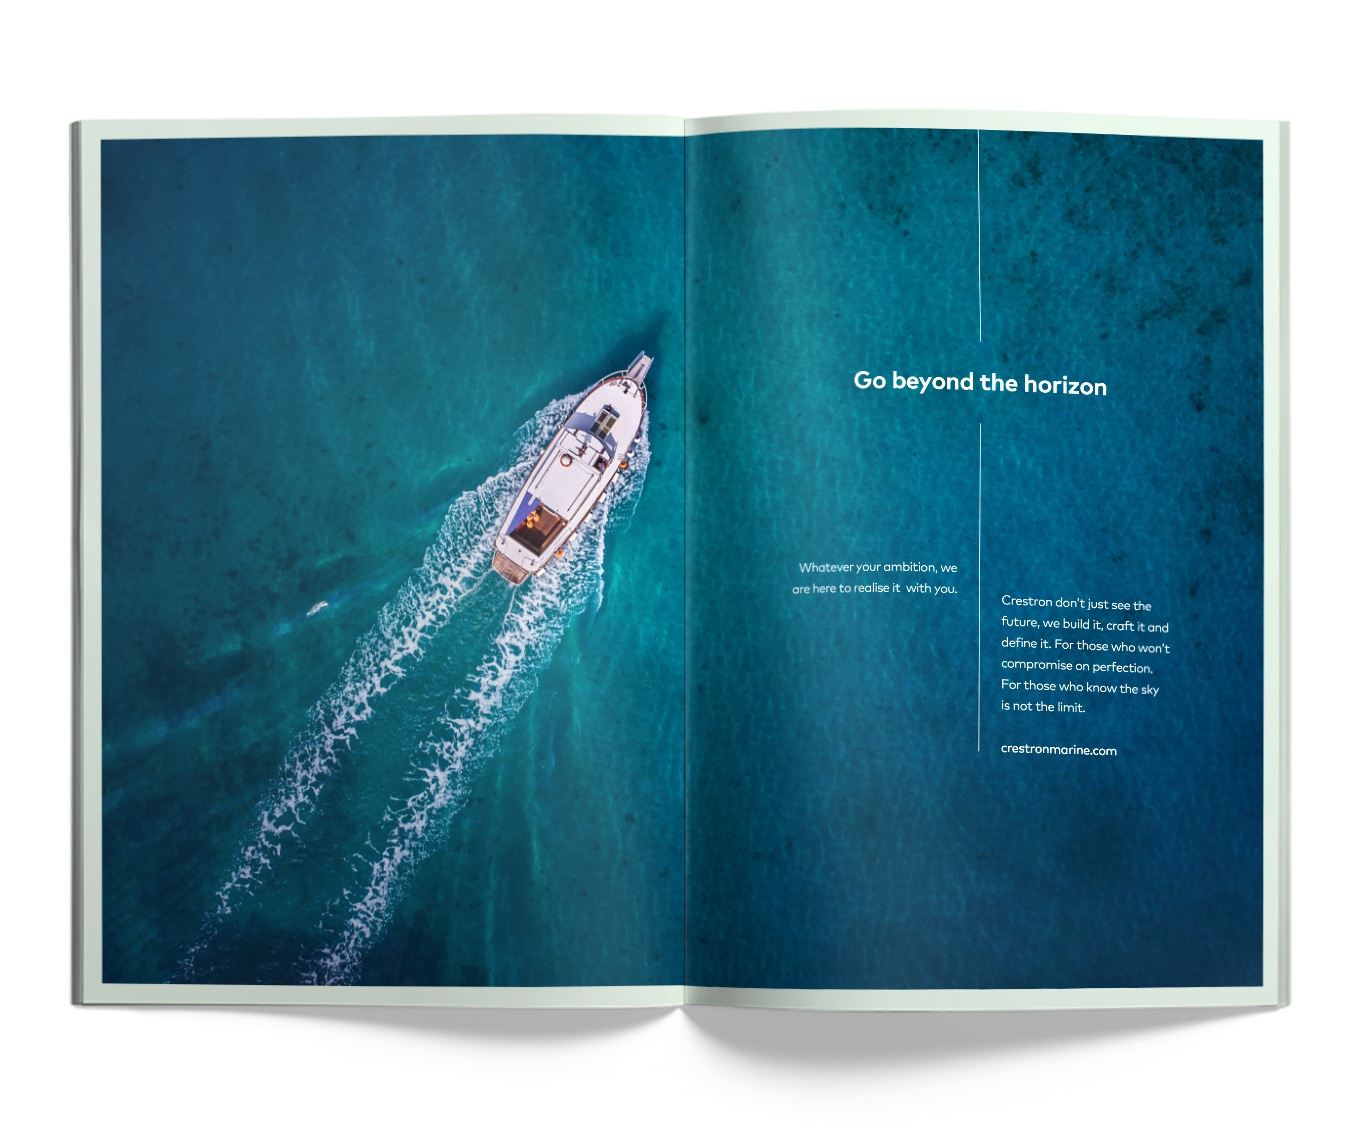 Go beyond the horizon
Whatever your ambition, we
are here to realise it with you.
Crestron don't just see the
future, we build it, craft it and
define it. For those who won't
compromise on perfection.
For those who know the sky
is not the limit.
crestronmarine.com